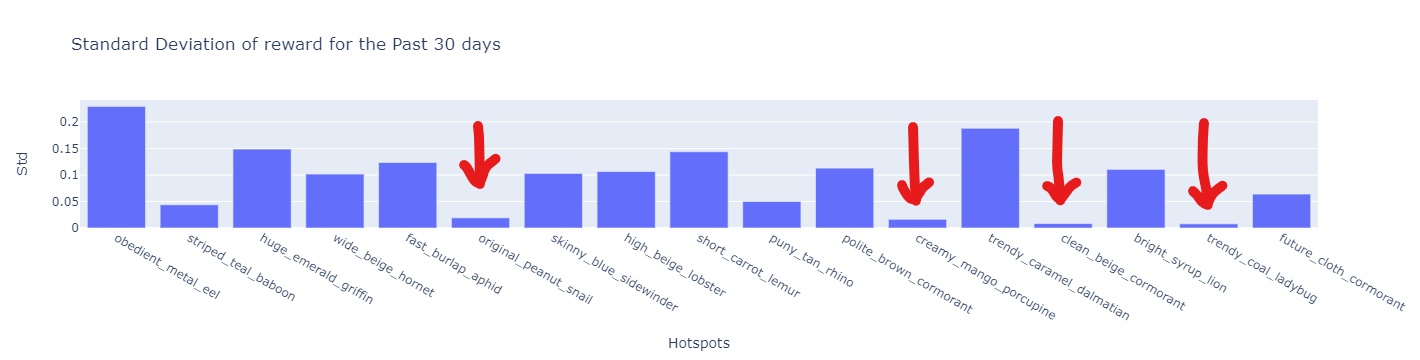 Standard Deviation of reward for the Past 30 days
Std
0.2
0.15
0.1
0.05
0
obedient_metal_eel
striped_teal_baboon
huge_emerald_griffin
wide_beige_hornet
fast_burlap_aphid
original_peanut_snail
skinny_blue_sidewinder
high_beige_lobster
short_carrot_lemur
puny_tan_rhino
polite_brown_cormorant
creamy_mango_porcupine
trendy_caramel_dalmatian
clean_beige_cormorant
bright_syrup_lion
trendy_coal_ladybug
future_cloth_cormorant
Hotspots